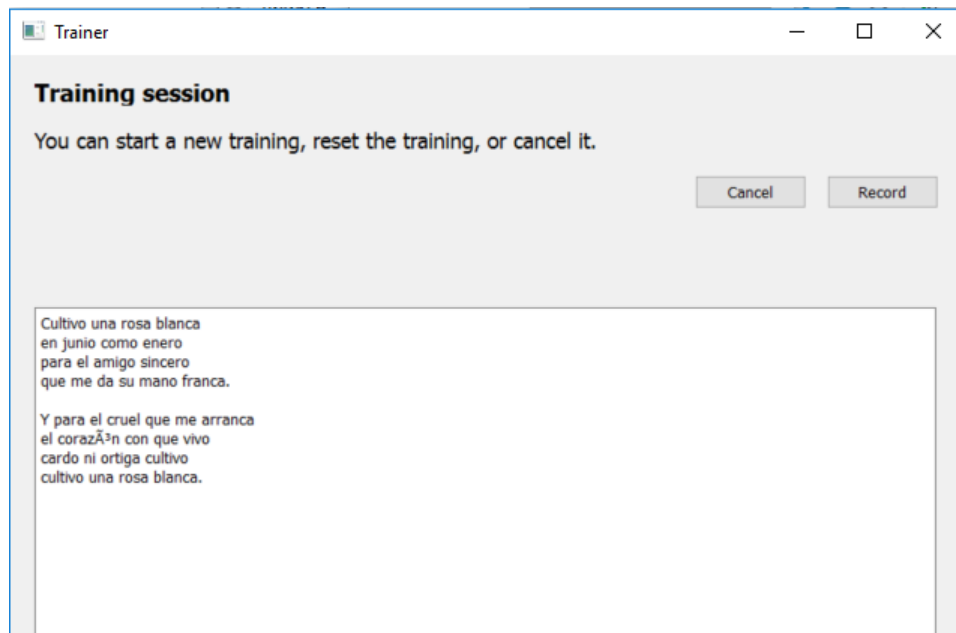 Trainer
Training session
You can start a new training, reset the training, or cancel it.
Cancel Record
Cultivo una rosa blanca
en junio como enero
para el amigo sincero
que me da su mano franca.
Y para el cruel que me arranca
el corazÃ³n con que vivo
cardo ni ortiga cultivo
cultivo una rosa blanca.